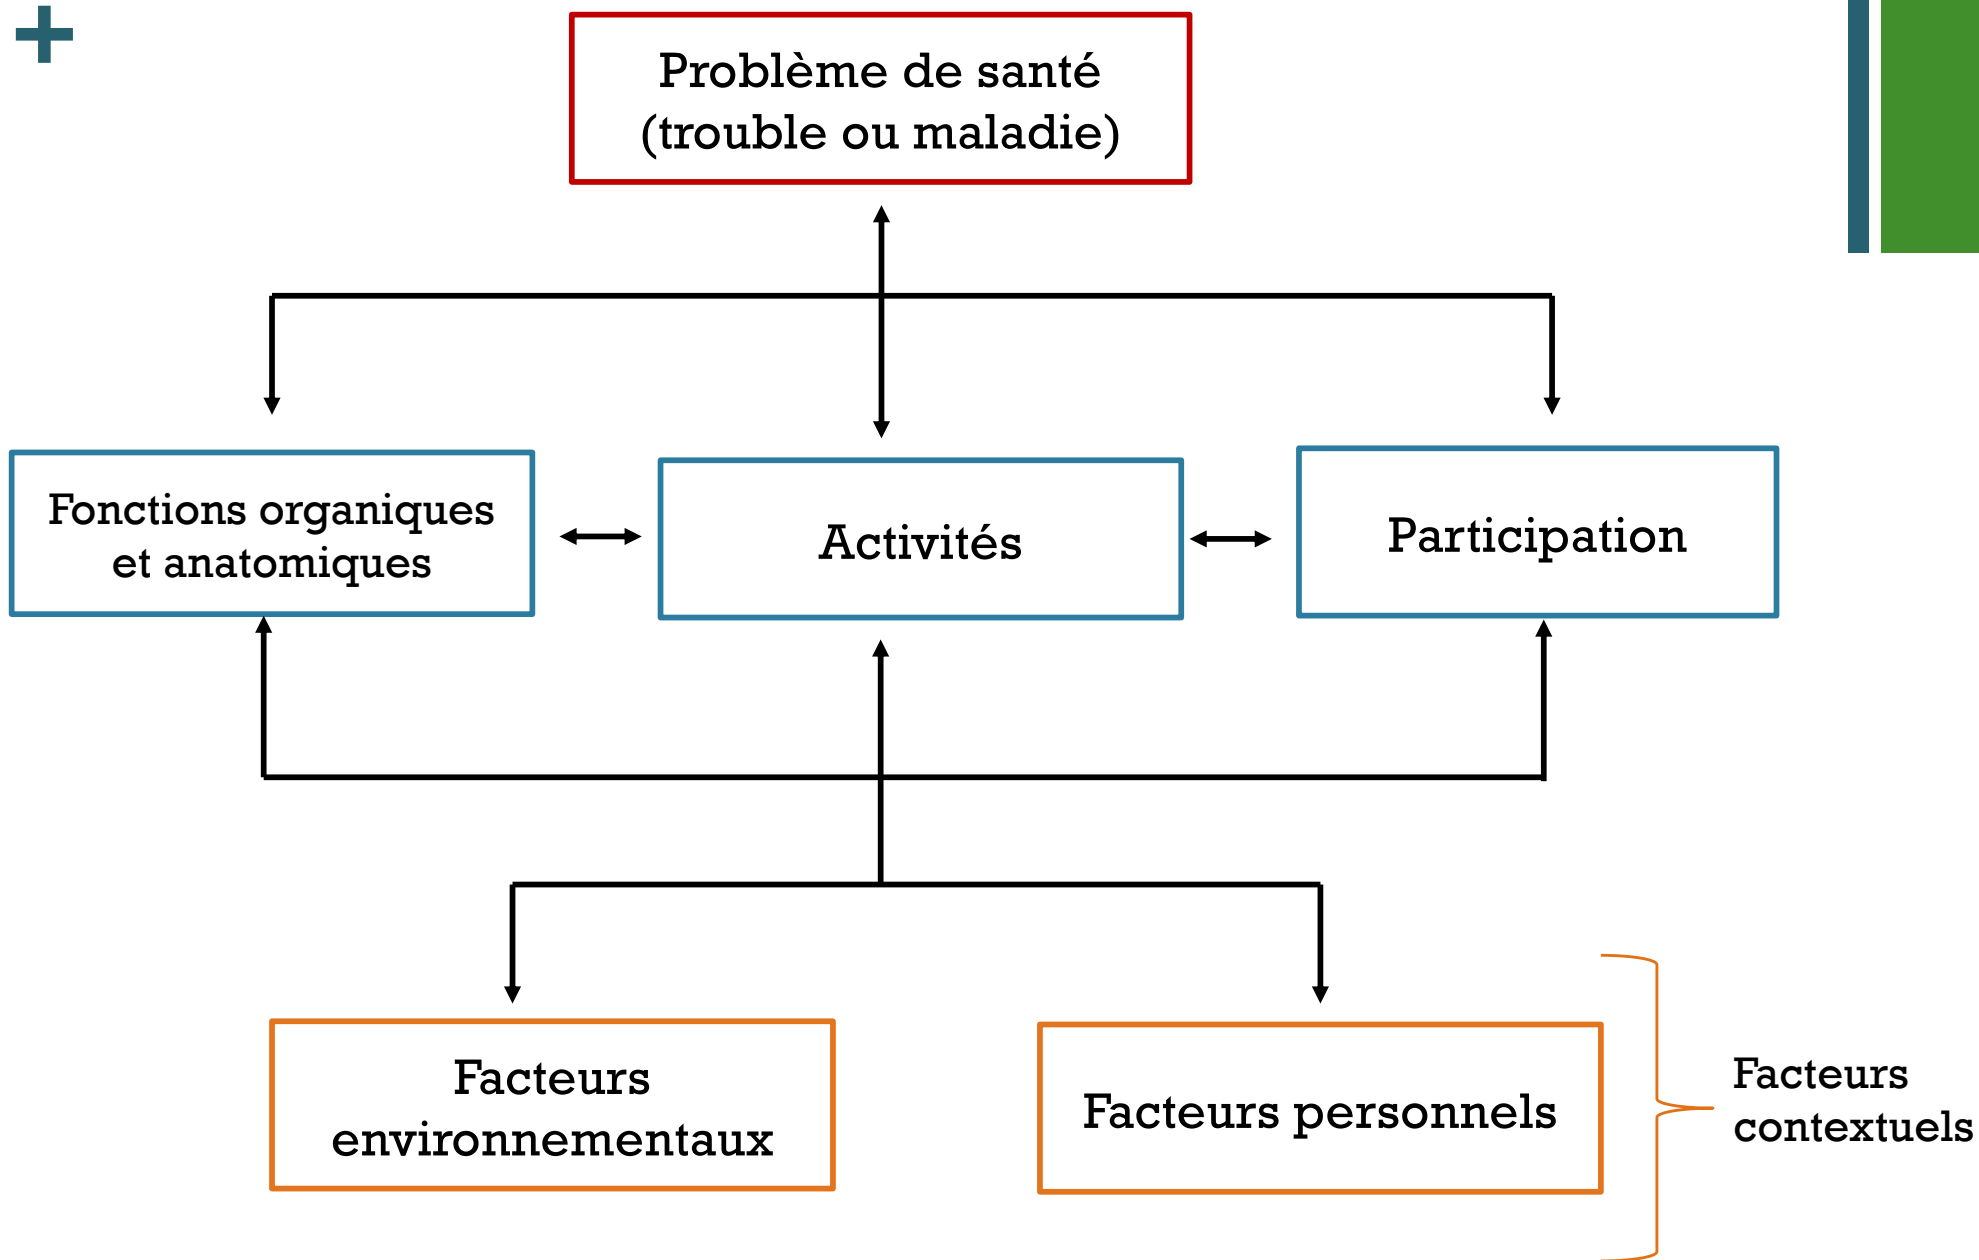 +
Problème de santé
(trouble ou maladie)
Fonctions organiques
et anatomiques
Activités
Participation
Facteurs
environnementaux
Facteurs personnels
Facteurs
contextuels